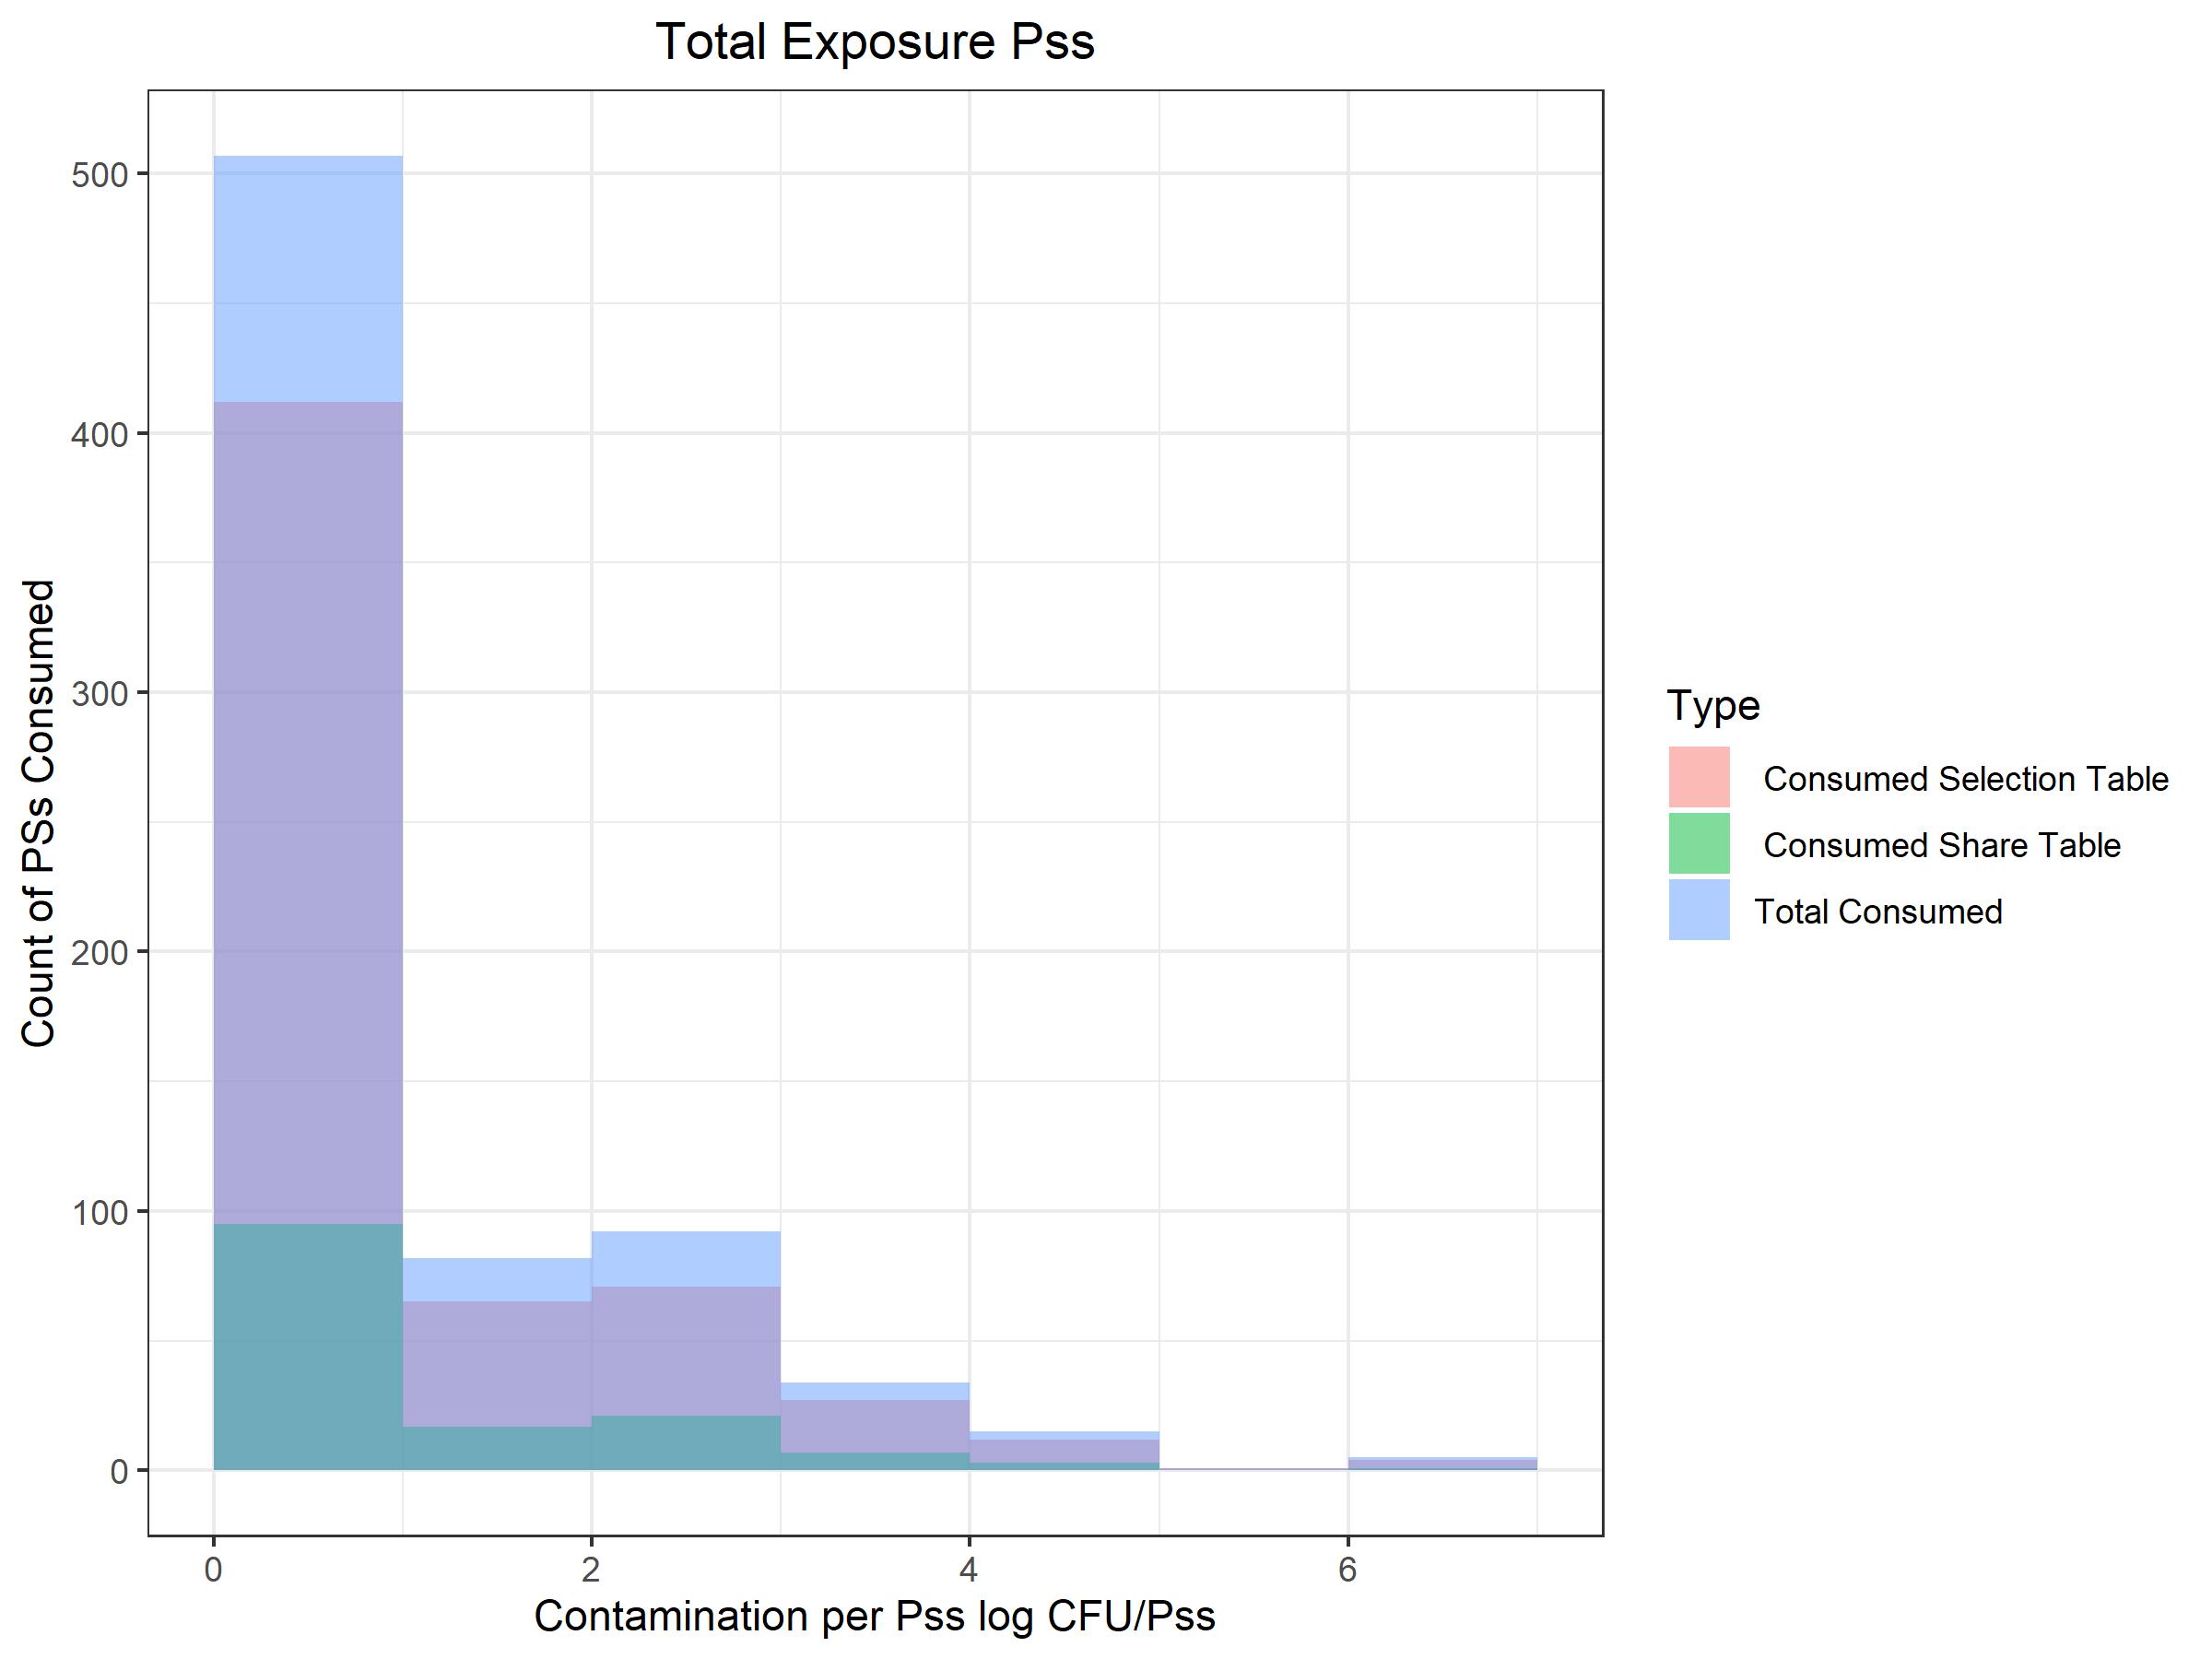 Total Exposure Pss
500
400
300
200
100
0
Count of PSs Consumed
0 2 4 6
Contamination per Pss log CFU/Pss
Type
Consumed Selection Table
Consumed Share Table
Total Consumed